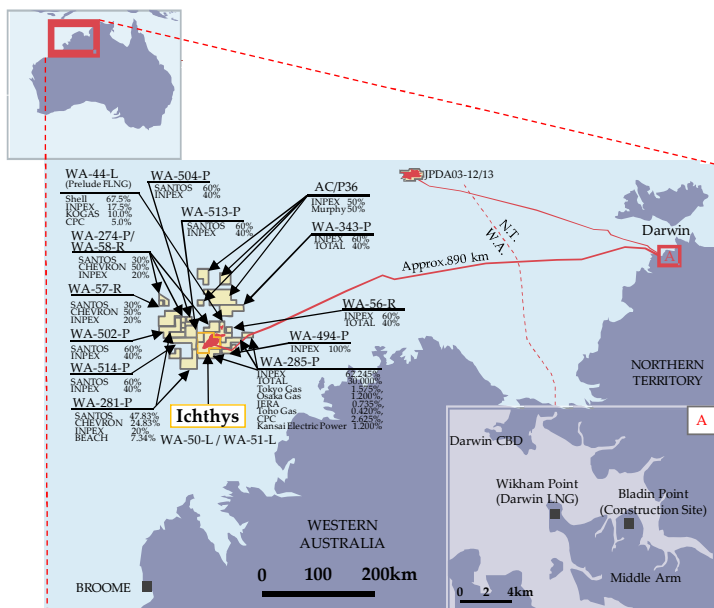 WA-44-L
(Prelude FLNG)
Shell 67.5%
INPEX 17.5%
KOGAS 10.0%
CPC 5.0%
WA-504-P
SANTOS 60%
INPEX 40%
WA-513-P
SANTOS 60%
INPEX 40%
AC/P36
INPEX 50%
Murphy 50%
WA-343-P
INPEX 60%
TOTAL 40%
JPDA03-12/13
N.T.
W.A.
Darwin
A
Approx.890 km
WA-274-P/
WA-58-R
SANTOS 30%
CHEVRON 50%
INPEX 20%
WA-57-R
SANTOS 30%
CHEVRON 50%
INPEX 20%
WA-502-P
SANTOS 60%
INPEX 40%
WA-514-P
SANTOS 60%
INPEX 40%
WA-281-P
SANTOS 47.83%
CHEVRON 24.83%
INPEX 20%
BEACH 7.34%
WA-56-R
INPEX 60%
TOTAL 40%
WA-494-P
INPEX 100%
WA-285-P
INPEX 62.245%
TOTAL 30.000%
Tokyo Gas 1.575%,
Osaka Gas 1.200%,
JERA 0.735%,
Toho Gas 0.420%,
CPC 2.625%,
Kansai Electric Power 1.200%
Ichthys
WA-50-L / WA-51-L
NORTHERN
TERRITORY
WESTERN
AUSTRALIA
BROOME
0 100 200km
A
Darwin CBD
Wikham Point
(Darwin LNG)
Bladin Point
(Construction Site)
Middle Arm
0 2 4km